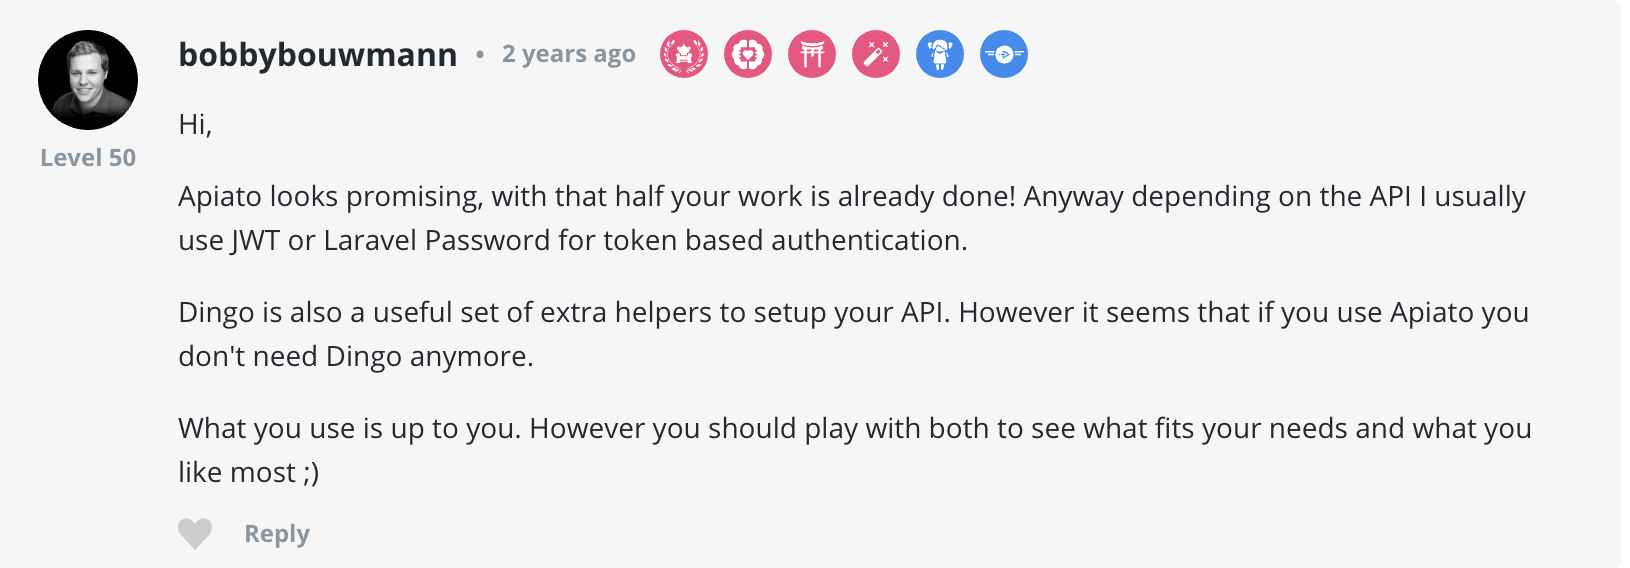 bobbybouwmann • 2 years ago
Level 50
Hi,
Apiato looks promising, with that half your work is already done! Anyway depending on the API I usually
use JWT or Laravel Password for token based authentication.
Dingo is also a useful set of extra helpers to setup your API. However it seems that if you use Apiato you
don't need Dingo anymore.
What you use is up to you. However you should play with both to see what fits your needs and what you
like most ;)
Reply